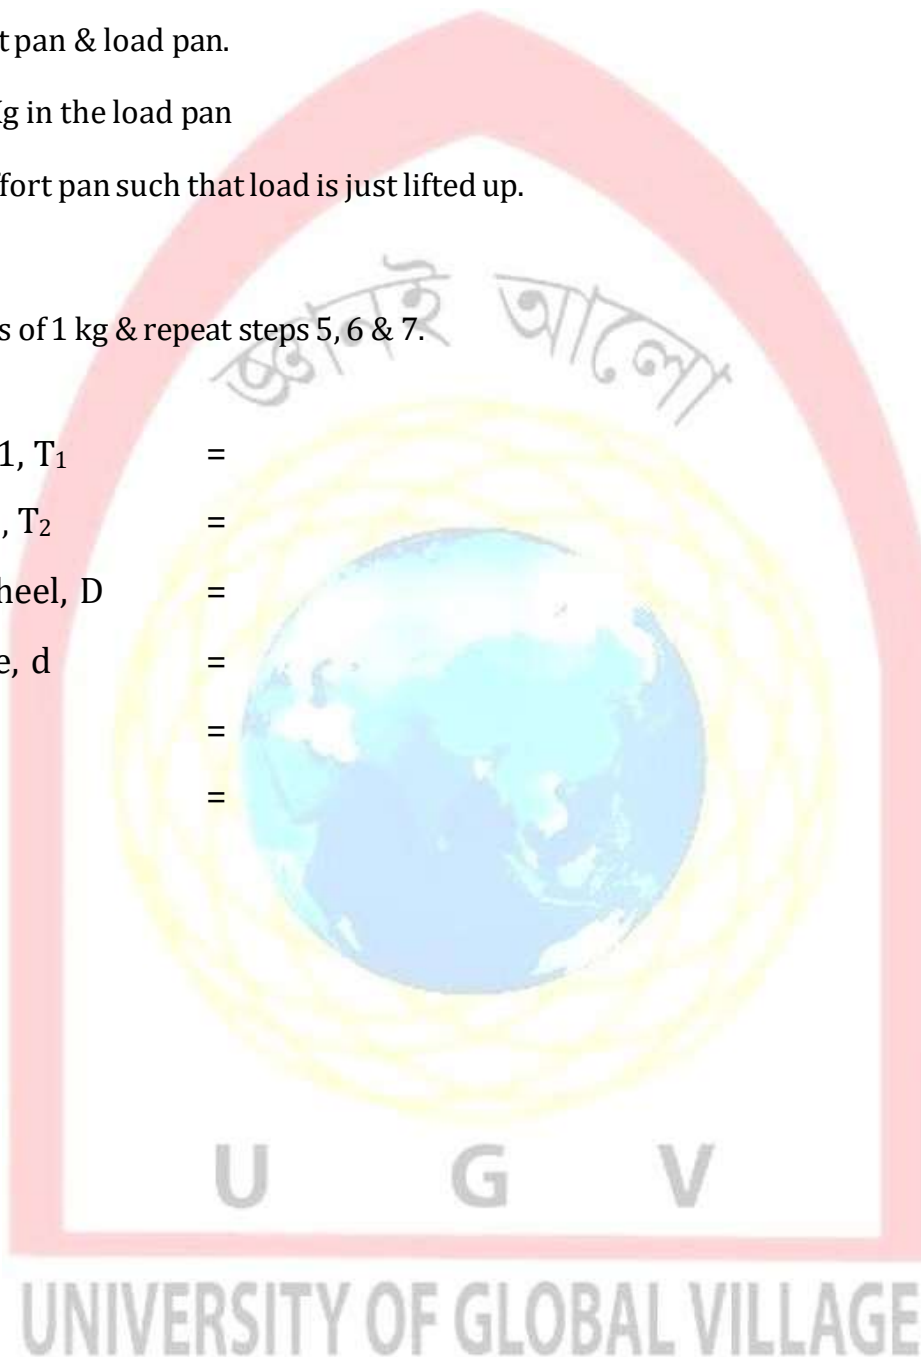 t pan & load pan.
g in the load pan
fort pan such that load is just lifted up.
জ্ঞানই আলো
s of 1 kg & repeat steps 5, 6 & 7.
1, T₁ =
, T₂ =
heel, D =
e, d =
=
=
U G V
UNIVERSITY OF GLOBAL VILLAGE